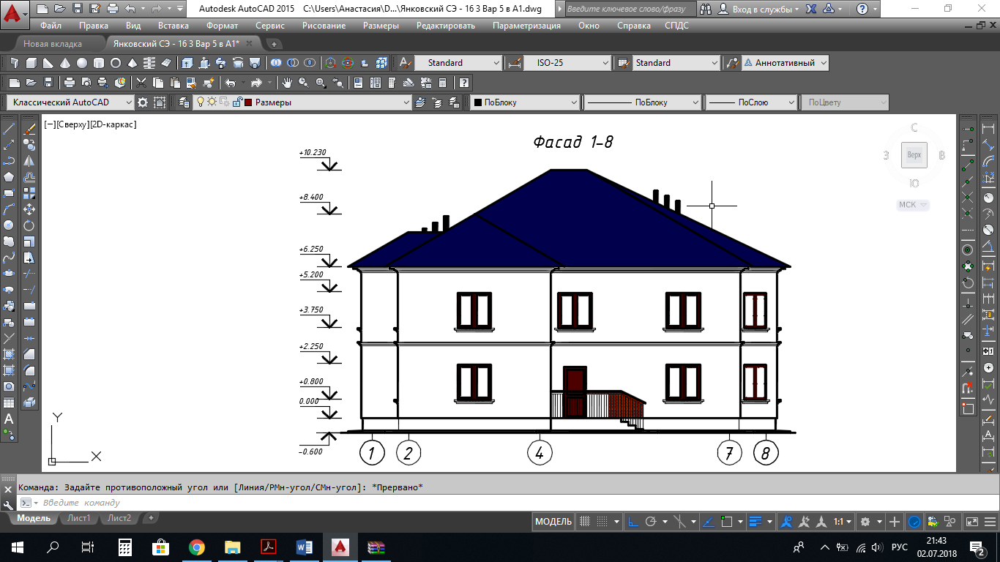 Autodesk AutoCAD 2015 C:\Users\Анастасия\D...\Янковский СЭ - 16 3 Вар 5 в А1.dwg
Введите ключевое слово/фразу
Вход в службы
Файл Правка Вид Вставка Формат Сервис Рисование Размеры Редактировать Параметризация Окно Справка СПДС
Новая вкладка
Янковский СЭ - 16 3 Вар 5 в А1*
Standard ISO-25 Standard Аннотативный
Классический AutoCAD Размеры ПоБлоку ПоБлоку ПоСлою ПоЦвету
[−][Сверху][2D-каркас]
Фасад 1-8
С
З Верх В
Ю
МСК
+10.230
+8.400
+6.250
+5.200
+3.750
+2.250
+0.800
0.000
-0.600
1 2 4 7 8
Y
X
Команда: Задайте противоположный угол или [Линия/РМн-угол/СМн-угол]: *Прервано*
Введите команду
Модель Лист1 Лист2
МОДЕЛЬ 1:1
РУС
21:43
02.07.2018
2